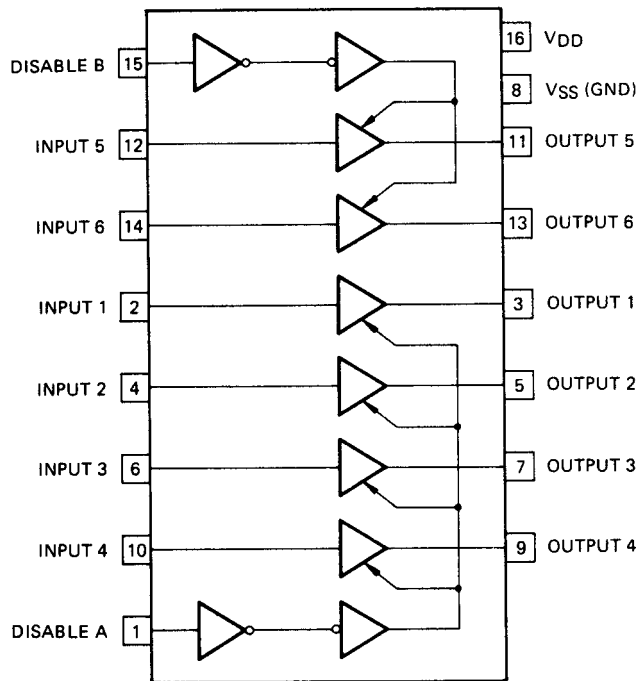 16 VDD
DISABLE B 15
8 VSS (GND)
INPUT 5 12 11 OUTPUT 5
INPUT 6 14 13 OUTPUT 6
INPUT 1 2 3 OUTPUT 1
INPUT 2 4 5 OUTPUT 2
INPUT 3 6 7 OUTPUT 3
INPUT 4 10 9 OUTPUT 4
DISABLE A 1